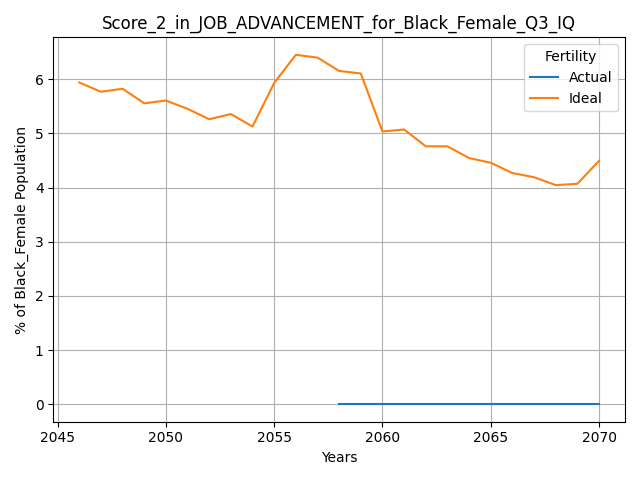 Score_2_in_JOB_ADVANCEMENT_for_Black_Female_Q3_IQ
Fertility
Actual
Ideal
% of Black_Female Population
6
5
4
3
2
1
0
2045 2050 2055 2060 2065 2070
Years